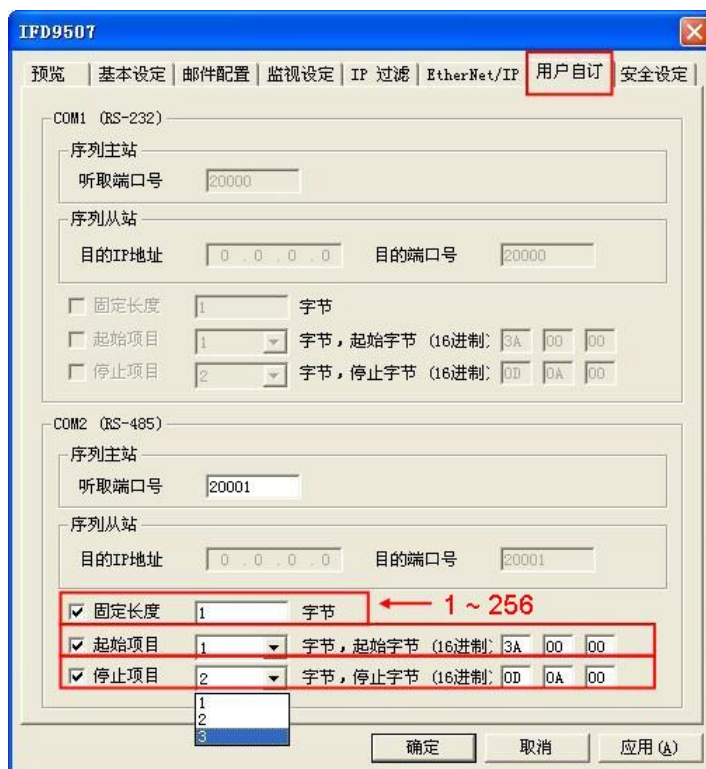 IFD9507
预览 基本设定 邮件配置 监视设定 IP 过滤 EtherNet/IP 用户自订 安全设定
COM1 (RS-232)
序列主站
听取端口号 20000
序列从站
目的IP地址 0 . 0 . 0 . 0 目的端口号 20000
固定长度 1 字节
起始项目 1 字节，起始字节 (16进制) 3A 00 00
停止项目 2 字节，停止字节 (16进制) 0D 0A 00
COM2 (RS-485)
序列主站
听取端口号 20001
序列从站
目的IP地址 0 . 0 . 0 . 0 目的端口号 20001
固定长度 1 字节 1 ~ 256
起始项目 1 字节，起始字节 (16进制) 3A 00 00
停止项目 2 字节，停止字节 (16进制) 0D 0A 00
1
2
3
确定 取消 应用(A)